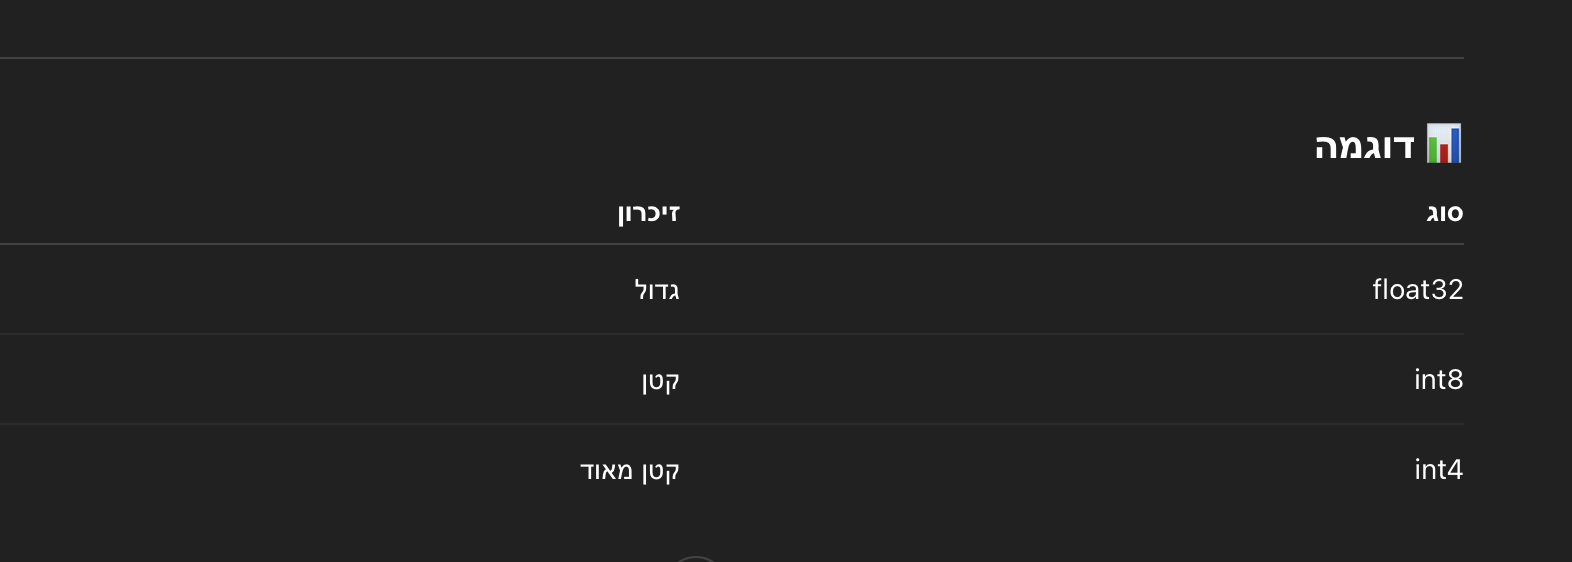 📊 דוגמה
סוג זיכרון
float32 גדול
int8 קטן
int4 קטן מאוד